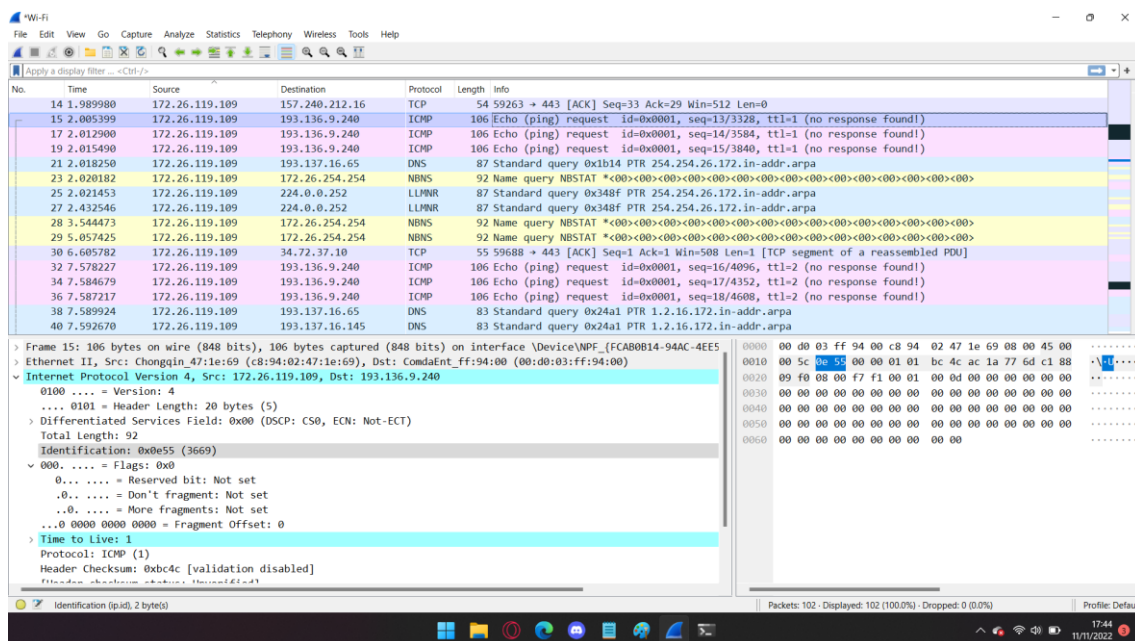 *Wi-Fi
File Edit View Go Capture Analyze Statistics Telephony Wireless Tools Help
Apply a display filter ... <Ctrl-/>
No. Time Source Destination Protocol Length Info
14 1.989980 172.26.119.109 157.240.212.16 TCP 54 59263 → 443 [ACK] Seq=33 Ack=29 Win=512 Len=0
15 2.005399 172.26.119.109 193.136.9.240 ICMP 106 Echo (ping) request id=0x0001, seq=13/3328, ttl=1 (no response found!)
17 2.012900 172.26.119.109 193.136.9.240 ICMP 106 Echo (ping) request id=0x0001, seq=14/3584, ttl=1 (no response found!)
19 2.015490 172.26.119.109 193.136.9.240 ICMP 106 Echo (ping) request id=0x0001, seq=15/3840, ttl=1 (no response found!)
21 2.018250 172.26.119.109 193.137.16.65 DNS 87 Standard query 0x1b14 PTR 254.254.26.172.in-addr.arpa
23 2.020182 172.26.119.109 172.26.254.254 NBNS 92 Name query NBSTAT *<00><00><00><00><00><00><00><00><00><00><00><00><00><00><00>
25 2.021453 172.26.119.109 224.0.0.252 LLMNR 87 Standard query 0x348f PTR 254.254.26.172.in-addr.arpa
27 2.432546 172.26.119.109 224.0.0.252 LLMNR 87 Standard query 0x348f PTR 254.254.26.172.in-addr.arpa
28 3.544473 172.26.119.109 172.26.254.254 NBNS 92 Name query NBSTAT *<00><00><00><00><00><00><00><00><00><00><00><00><00><00><00>
29 5.057425 172.26.119.109 172.26.254.254 NBNS 92 Name query NBSTAT *<00><00><00><00><00><00><00><00><00><00><00><00><00><00><00>
30 6.605782 172.26.119.109 34.72.37.10 TCP 55 59688 → 443 [ACK] Seq=1 Ack=1 Win=508 Len=1 [TCP segment of a reassembled PDU]
32 7.578227 172.26.119.109 193.136.9.240 ICMP 106 Echo (ping) request id=0x0001, seq=16/4096, ttl=2 (no response found!)
34 7.584679 172.26.119.109 193.136.9.240 ICMP 106 Echo (ping) request id=0x0001, seq=17/4352, ttl=2 (no response found!)
36 7.587217 172.26.119.109 193.136.9.240 ICMP 106 Echo (ping) request id=0x0001, seq=18/4608, ttl=2 (no response found!)
38 7.589924 172.26.119.109 193.137.16.65 DNS 83 Standard query 0x24a1 PTR 1.2.16.172.in-addr.arpa
40 7.592670 172.26.119.109 193.137.16.145 DNS 83 Standard query 0x24a1 PTR 1.2.16.172.in-addr.arpa
Frame 15: 106 bytes on wire (848 bits), 106 bytes captured (848 bits) on interface \Device\NPF_{FCAB0B14-94AC-4EE5
Ethernet II, Src: Chongqin_47:1e:69 (c8:94:02:47:1e:69), Dst: ComdaEnt_ff:94:00 (00:d0:03:ff:94:00)
Internet Protocol Version 4, Src: 172.26.119.109, Dst: 193.136.9.240
0100 .... = Version: 4
.... 0101 = Header Length: 20 bytes (5)
Differentiated Services Field: 0x00 (DSCP: CS0, ECN: Not-ECT)
Total Length: 92
Identification: 0x0e55 (3669)
000. .... = Flags: 0x0
0... .... = Reserved bit: Not set
.0.. .... = Don't fragment: Not set
..0. .... = More fragments: Not set
...0 0000 0000 0000 = Fragment Offset: 0
Time to Live: 1
Protocol: ICMP (1)
Header Checksum: 0xbc4c [validation disabled]
0000 00 d0 03 ff 94 00 c8 94 02 47 1e 69 08 00 45 00 ········
0010 00 5c 0e 55 00 00 01 01 bc 4c ac 1a 77 6d c1 88 ·\·U····
0020 09 f0 08 00 f7 f1 00 01 00 0d 00 00 00 00 00 00 ········
0030 00 00 00 00 00 00 00 00 00 00 00 00 00 00 00 00 ········
0040 00 00 00 00 00 00 00 00 00 00 00 00 00 00 00 00 ········
0050 00 00 00 00 00 00 00 00 00 00 00 00 00 00 00 00 ········
0060 00 00 00 00 00 00 00 00 00 00 ········
Identification (ip.id), 2 byte(s)
Packets: 102 · Displayed: 102 (100.0%) · Dropped: 0 (0.0%)
Profile: Defau
17:44
11/11/2022
3